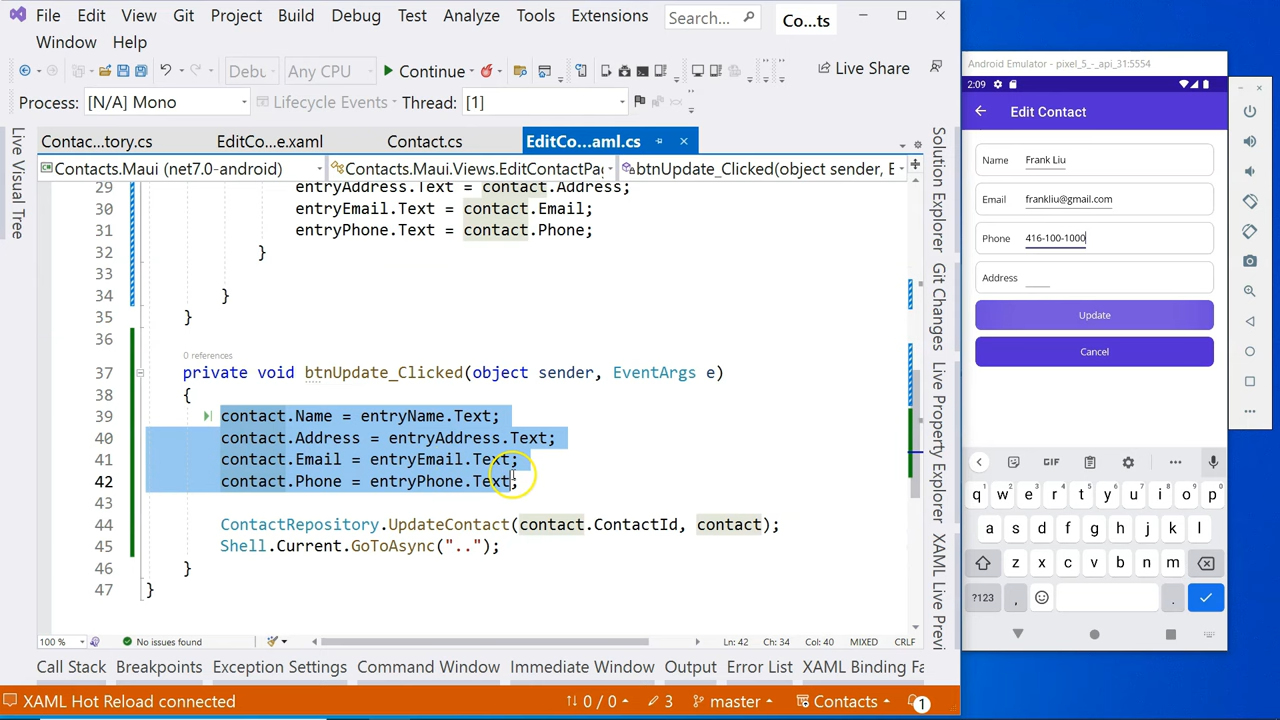 File Edit View Git Project Build Debug Test Analyze Tools Extensions Search... Co...ts
Window Help
Debu Any CPU Continue Live Share
Process: [N/A] Mono Lifecycle Events Thread: [1]
Contac...tory.cs EditCo...e.xaml Contact.cs EditCo...aml.cs
Contacts.Maui (net7.0-android) Contacts.Maui.Views.EditContactPa btnUpdate_Clicked(object sender, E
Live Visual Tree
29 entryAddress.Text = contact.Address;
30 entryEmail.Text = contact.Email;
31 entryPhone.Text = contact.Phone;
32 }
33
34 }
35 }
36
0 references
37 private void btnUpdate_Clicked(object sender, EventArgs e)
38 {
39 contact.Name = entryName.Text;
40 contact.Address = entryAddress.Text;
41 contact.Email = entryEmail.Text;
42 contact.Phone = entryPhone.Text;
43
44 ContactRepository.UpdateContact(contact.ContactId, contact);
45 Shell.Current.GoToAsync("..");
46 }
47 }
100 % No issues found Ln: 42 Ch: 34 Col: 40 MIXED CRLF
Call Stack Breakpoints Exception Settings Command Window Immediate Window Output Error List XAML Binding Fa
XAML Hot Reload connected 0 / 0 3 master Contacts 1
Solution Explorer
Git Changes
Live Property Explorer
XAML Live Previ
Android Emulator - pixel_5_-_api_31:5554
2:09
Edit Contact
Name Frank Liu
Email frankliu@gmail.com
Phone 416-100-1000
Address
Update
Cancel
GIF
q w e r t y u i o p
a s d f g h j k l
z x c v b n m
?123 , .